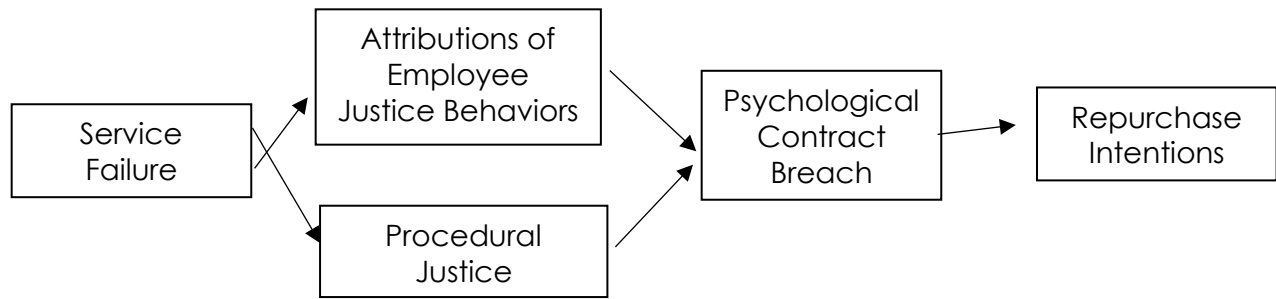 Service
Failure
Attributions of
Employee
Justice Behaviors
Procedural
Justice
Psychological
Contract
Breach
Repurchase
Intentions